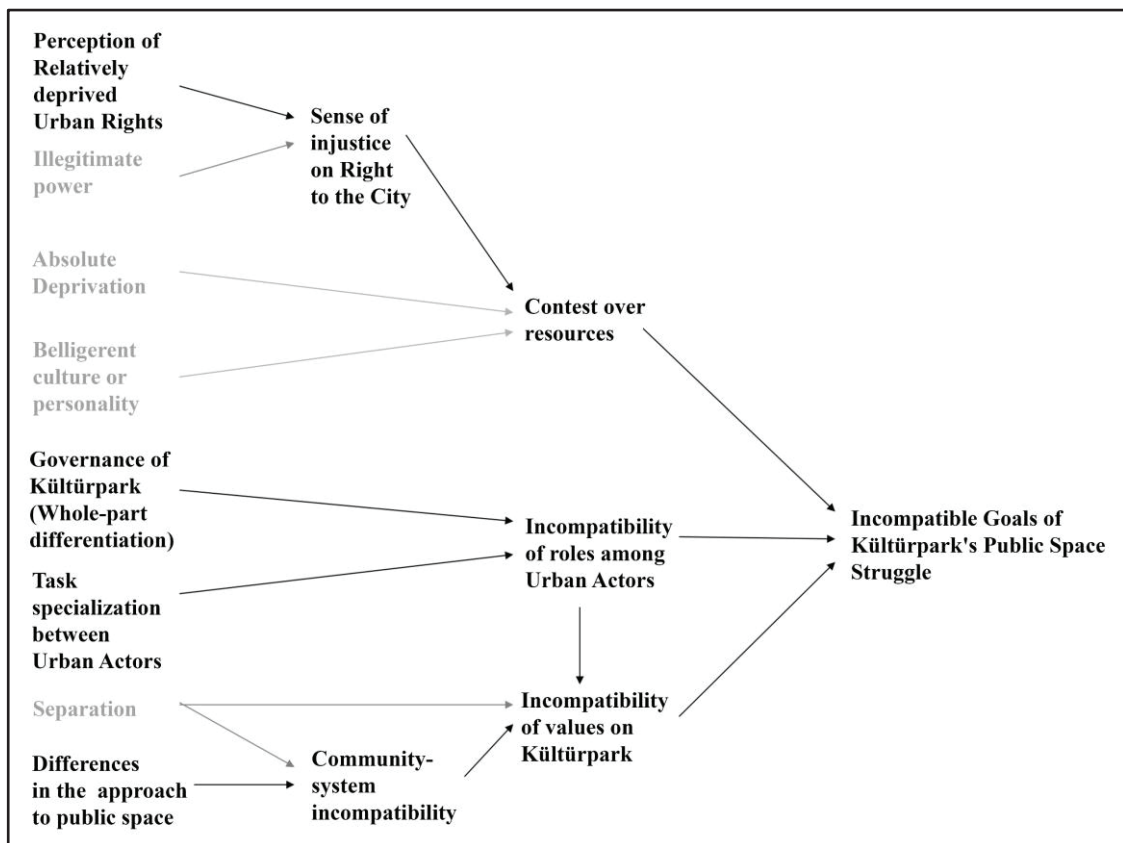 Perception of
Relatively
deprived
Urban Rights
Illegitimate
power
Sense of
injustice
on Right
to the City
Absolute
Deprivation
Contest over
resources
Belligerent
culture or
personality
Governance of
Kültürpark
(Whole-part
differentiation)
Incompatibility
of roles among
Urban Actors
Incompatible Goals of
Kültürpark's Public Space
Struggle
Task
specialization
between
Urban Actors
Separation
Incompatibility
of values on
Kültürpark
Differences
in the approach
to public space
Community-
system
incompatibility